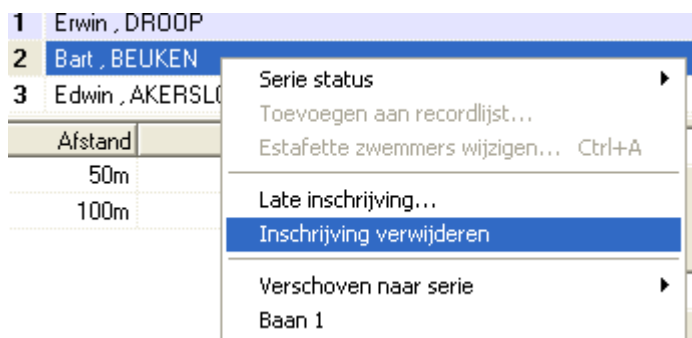 1 Erwin , DROOP
2 Bart , BEUKEN
3 Edwin , AKERSL
Serie status
Toevoegen aan recordlijst...
Estafette zwemmers wijzigen... Ctrl+A
Late inschrijving...
Inschrijving verwijderen
Verschoven naar serie
Baan 1
Afstand
50m
100m